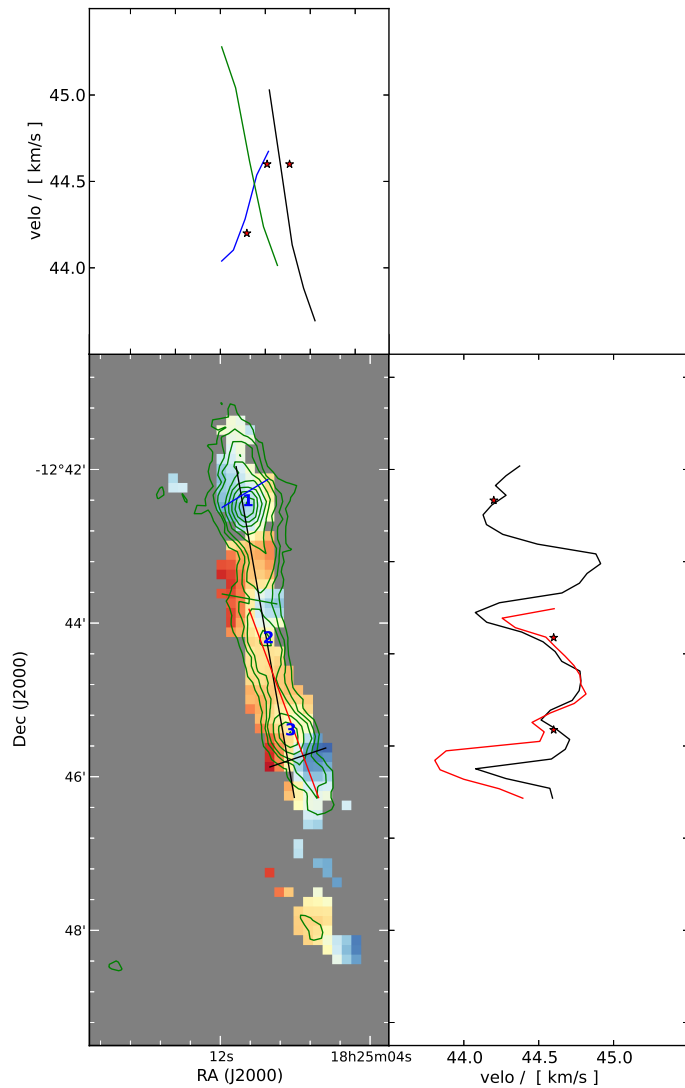 45.0
44.5
44.0
velo / [ km/s ]
-12°42'
44'
46'
48'
Dec (J2000)
1
2
3
12s
18h25m04s
RA (J2000)
44.0
44.5
45.0
velo / [ km/s ]